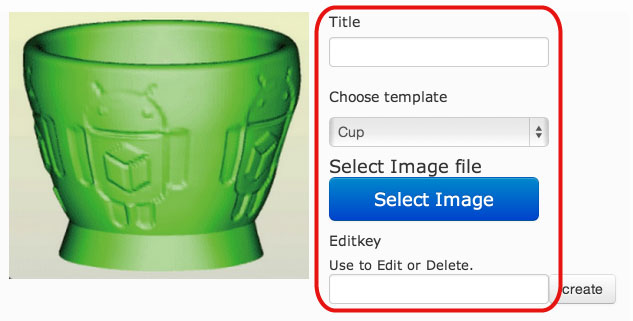 Title
Choose template
Cup
Select Image file
Select Image
Editkey
Use to Edit or Delete.
create